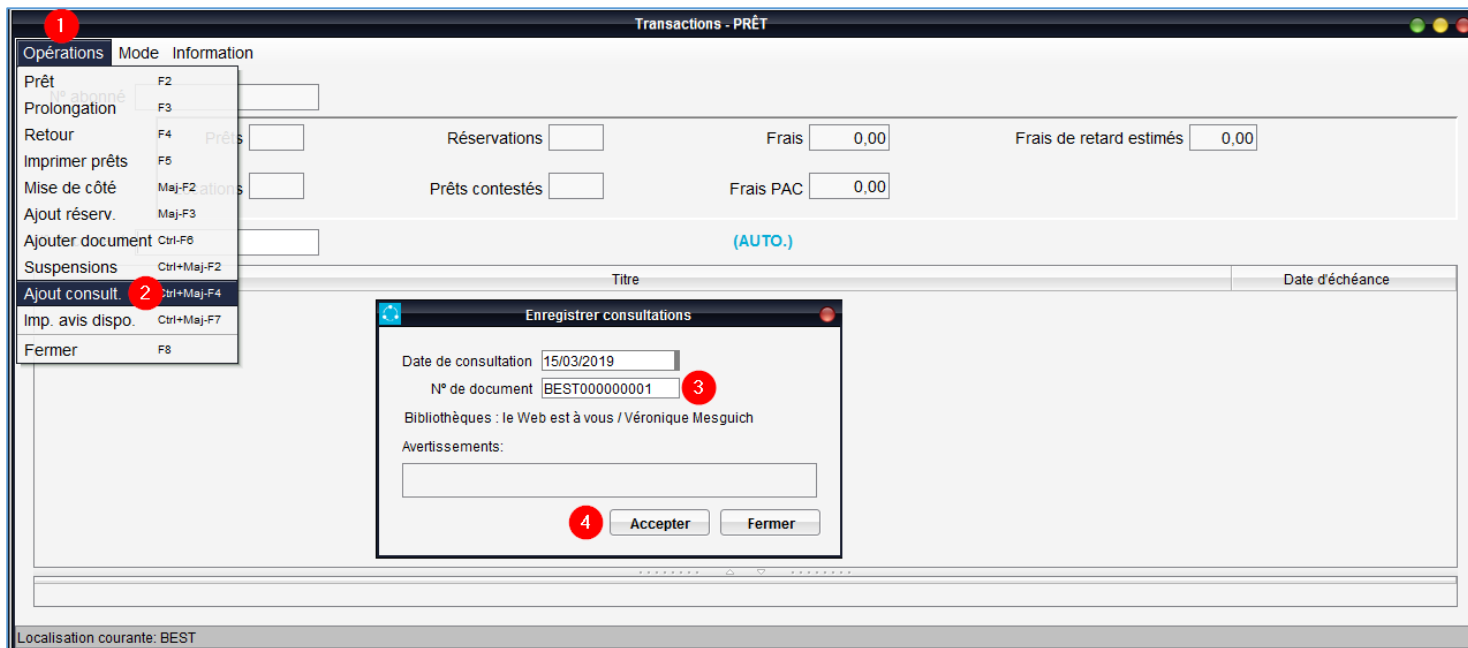 1
Transactions - PRÊT
Opérations Mode Information
Prêt F2
Nº abonné
Prolongation F3
Retour F4
Prêts Réservations Frais 0,00 Frais de retard estimés 0,00
Imprimer prêts F5
Mise de côté Maj-F2
Prêts contestés Frais PAC 0,00
Ajout réserv. Maj-F3
Ajouter document Ctrl-F6
(AUTO.)
Suspensions Ctrl+Maj-F2
Titre Date d'échéance
Ajout consult. 2 Ctrl+Maj-F4
Imp. avis dispo. Ctrl+Maj-F7
Fermer F8
Enregistrer consultations
Date de consultation 15/03/2019
Nº de document BEST000000001 3
Bibliothèques : le Web est à vous / Véronique Mesguich
Avertissements:
4 Accepter Fermer
Localisation courante: BEST